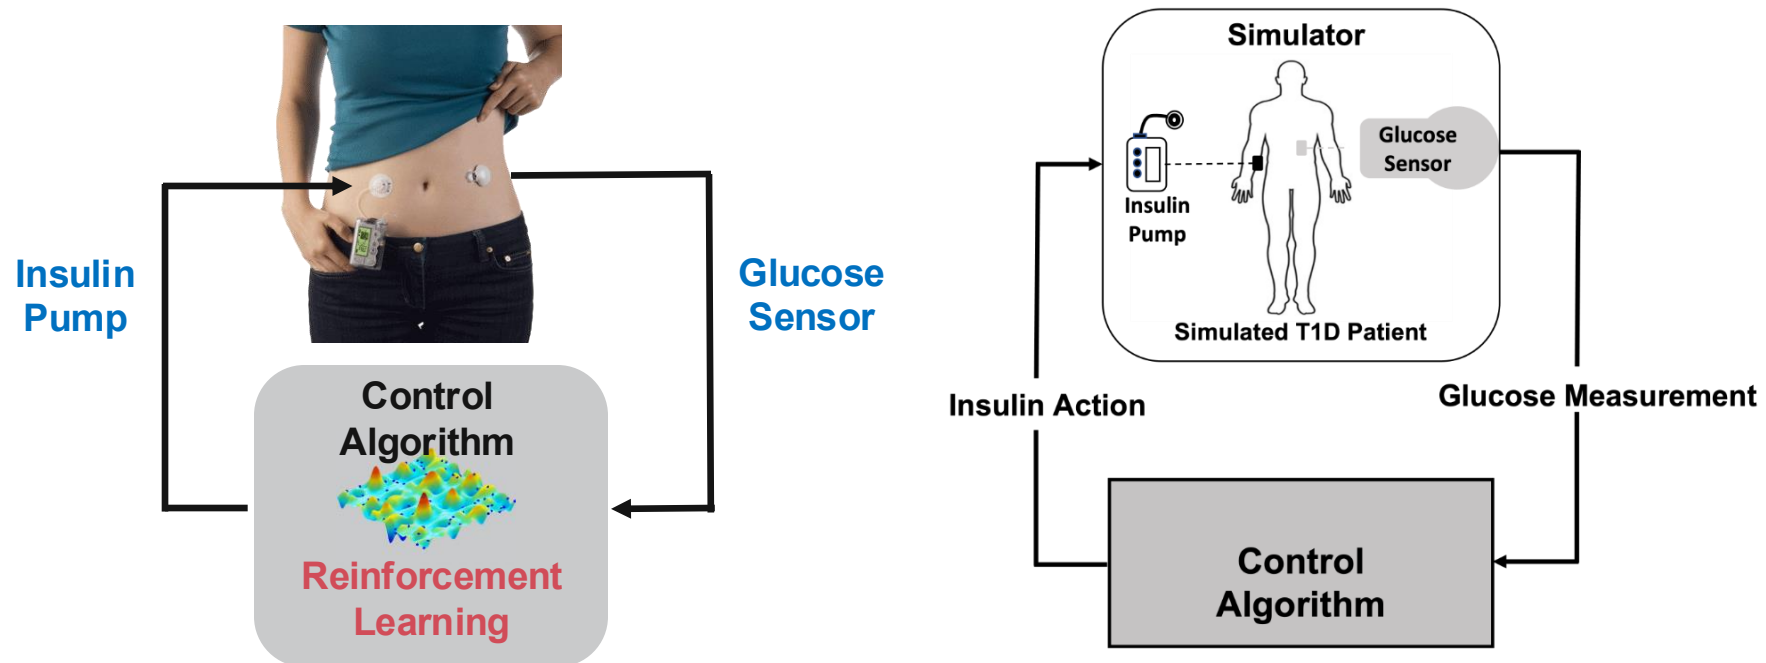 Insulin
Pump
Glucose
Sensor
Control
Algorithm
Reinforcement
Learning
Simulator
Insulin
Pump
Glucose
Sensor
Simulated T1D Patient
Insulin Action
Glucose Measurement
Control
Algorithm